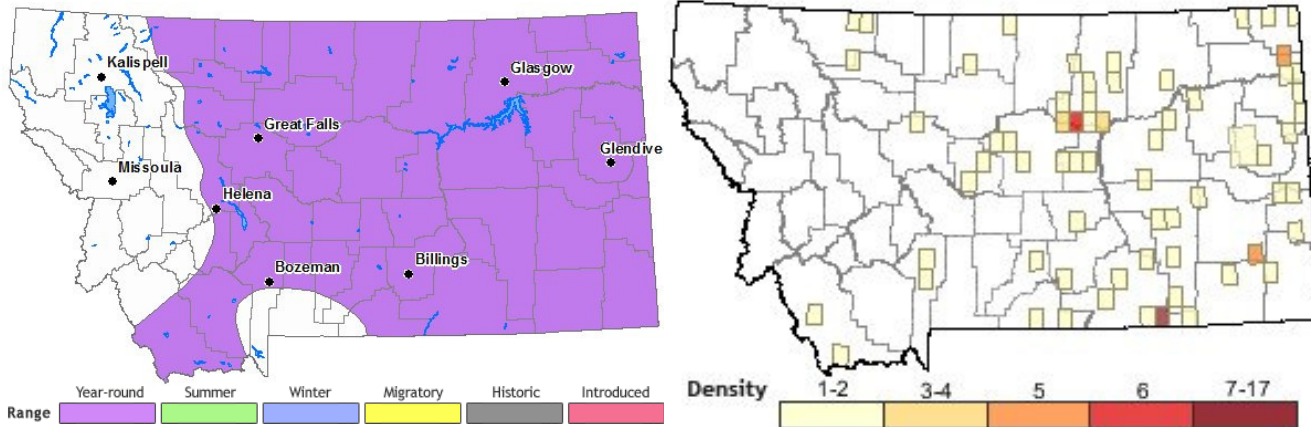 Kalispell
Glasgow
Great Falls
Glendive
Missoula
Helena
Bozeman
Billings
Year-round Summer Winter Migratory Historic Introduced
Range
Density 1-2 3-4 5 6 7-17